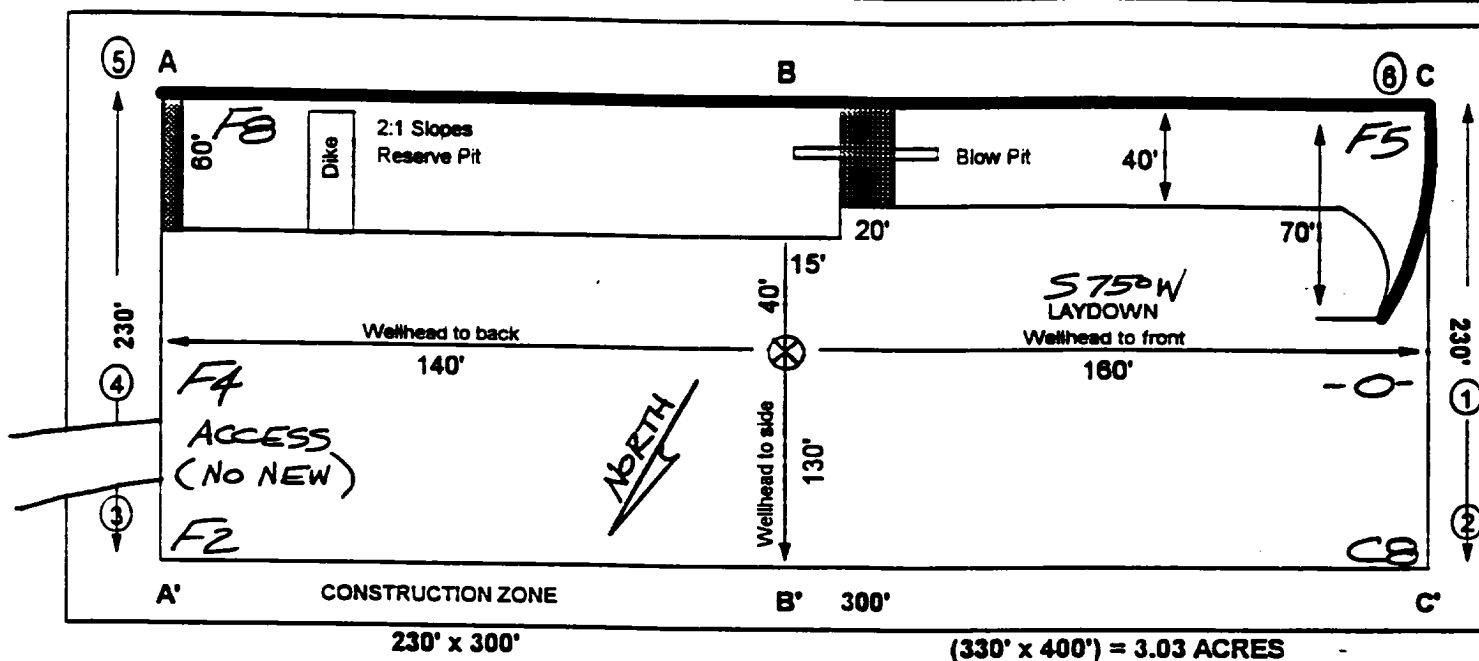 ⑤ A B ⑥ C
F8 2:1 Slopes F5
60' Dike Reserve Pit Blow Pit 40'
20' 70'
15'
40' S 75° W
LAYDOWN
230' Wellhead to back Wellhead to front 230'
140' 160'
④ F4 -0- ①
ACCESS NORTH Wellhead to side 130'
(NO NEW)
③ F2 C8 ②
A' CONSTRUCTION ZONE B' 300' C'
230' x 300' (330' x 400') = 3.03 ACRES